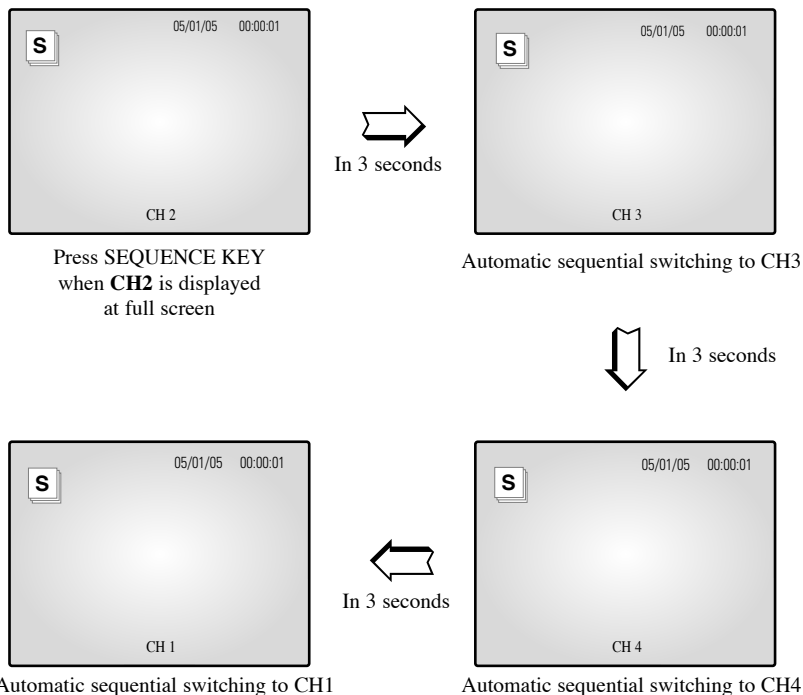 05/01/05 00:00:01
S
CH 2
Press SEQUENCE KEY
when CH2 is displayed
at full screen
In 3 seconds
05/01/05 00:00:01
S
CH 3
Automatic sequential switching to CH3
In 3 seconds
05/01/05 00:00:01
S
CH 4
Automatic sequential switching to CH4
In 3 seconds
05/01/05 00:00:01
S
CH 1
Automatic sequential switching to CH1